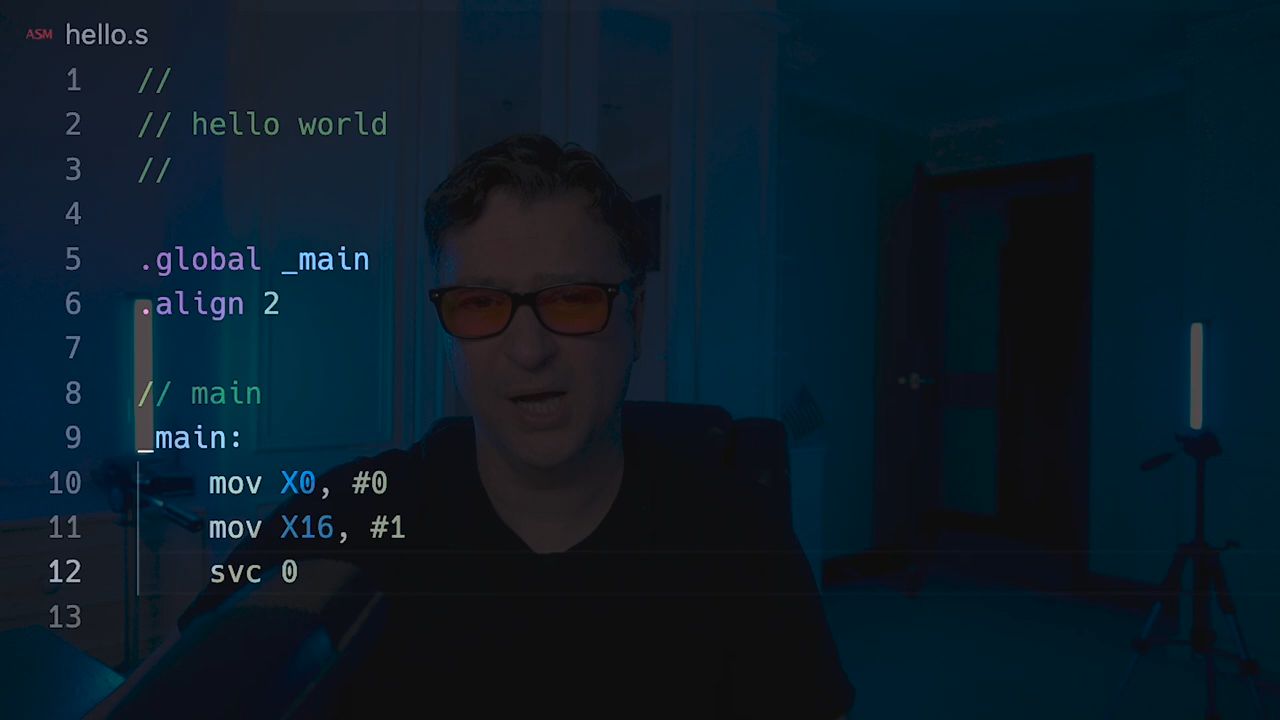 ASM hello.s
1 //
2 // hello world
3 //
4
5 .global _main
6 .align 2
7
8 // main
9 _main:
10 mov X0, #0
11 mov X16, #1
12 svc 0
13